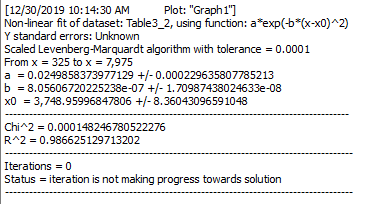 [12/30/2019 10:14:30 AM Plot: "Graph1"]
Non-linear fit of dataset: Table3_2, using function: a*exp(-b*(x-x0)^2)
Y standard errors: Unknown
Scaled Levenberg-Marquardt algorithm with tolerance = 0.0001
From x = 325 to x = 7,975
a = 0.0249858373977129 +/- 0.000229635807785213
b = 8.05606720225238e-07 +/- 1.70987438024633e-08
x0 = 3,748.95996847806 +/- 8.36043096591048
--------------------------------------------------------------------------------------
Chi^2 = 0.000148246780522276
R^2 = 0.986625129713202
---------------------------------------------------------------------------------------
Iterations = 0
Status = iteration is not making progress towards solution
---------------------------------------------------------------------------------------